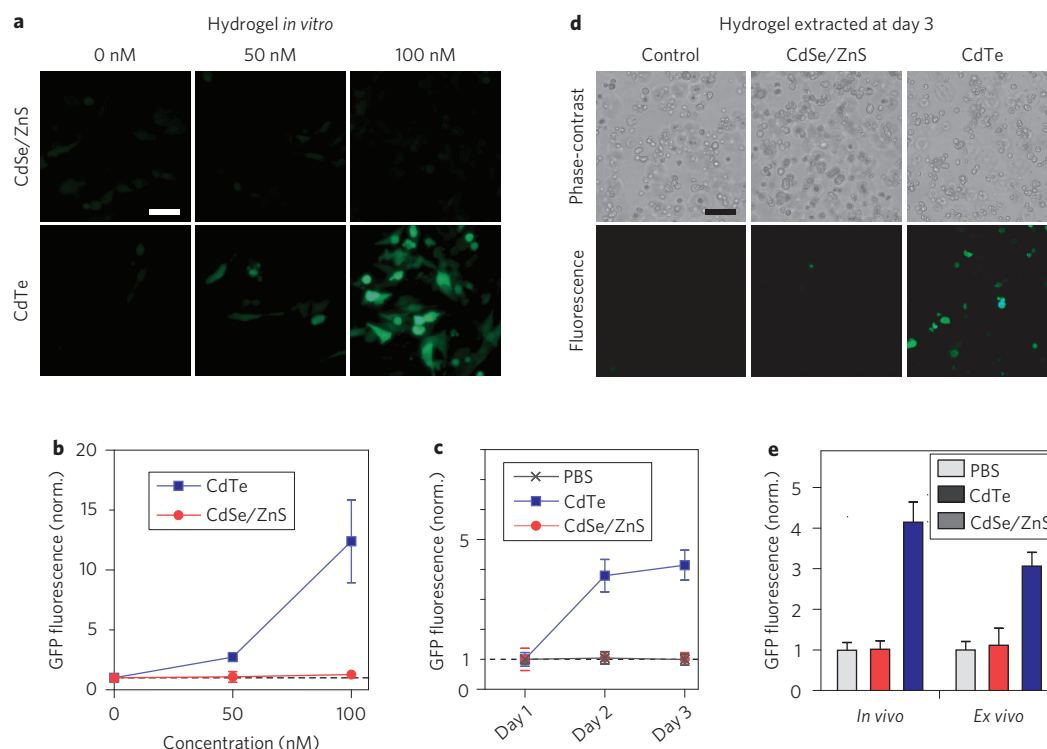 a
Hydrogel in vitro
0 nM 50 nM 100 nM
CdSe/ZnS
CdTe
d
Hydrogel extracted at day 3
Control CdSe/ZnS CdTe
Phase-contrast
Fluorescence
b
GFP fluorescence (norm.)
20
15
10
5
1
0
CdTe
CdSe/ZnS
0 50 100
Concentration (nM)
c
GFP fluorescence (norm.)
5
1
PBS
CdTe
CdSe/ZnS
Day 1 Day 2 Day 3
e
GFP fluorescence (norm.)
5
4
3
2
1
0
PBS
CdTe
CdSe/ZnS
In vivo Ex vivo